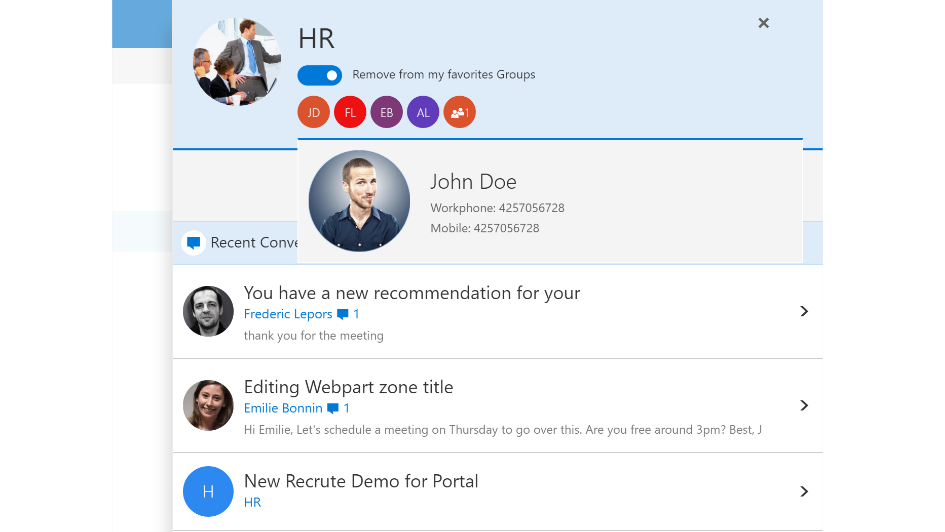 HR
Remove from my favorites Groups
JD FL EB AL 1
John Doe
Workphone: 4257056728
Mobile: 4257056728
Recent Conve
You have a new recommendation for your
Frederic Lepors 1
thank you for the meeting
Editing Webpart zone title
Emilie Bonnin 1
Hi Emilie, Let's schedule a meeting on Thursday to go over this. Are you free around 3pm? Best, J
H
New Recrute Demo for Portal
HR